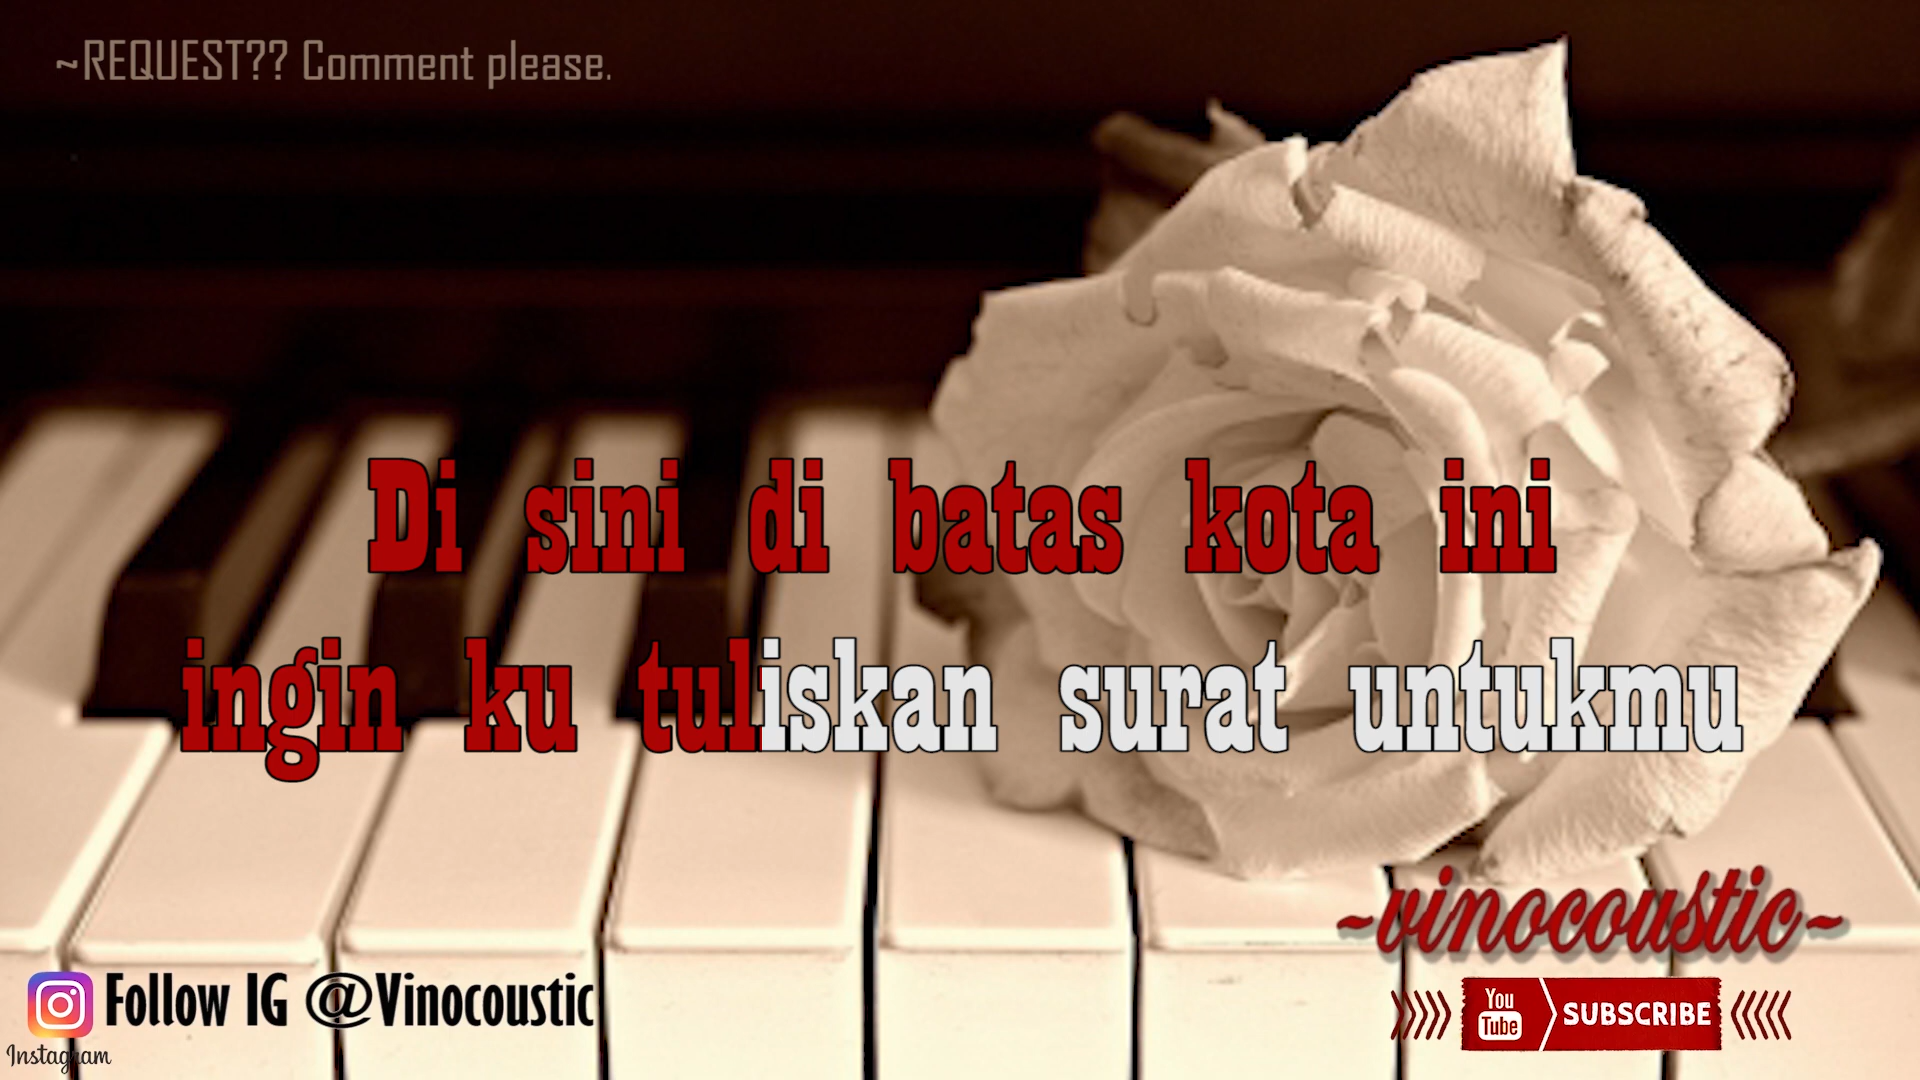 ~REQUEST?? Comment please.
Di sini di batas kota ini
ingin ku tuliskan surat untukmu
~vinocoustic~
Follow IG @Vinocoustic
You
Tube
SUBSCRIBE
Instagram